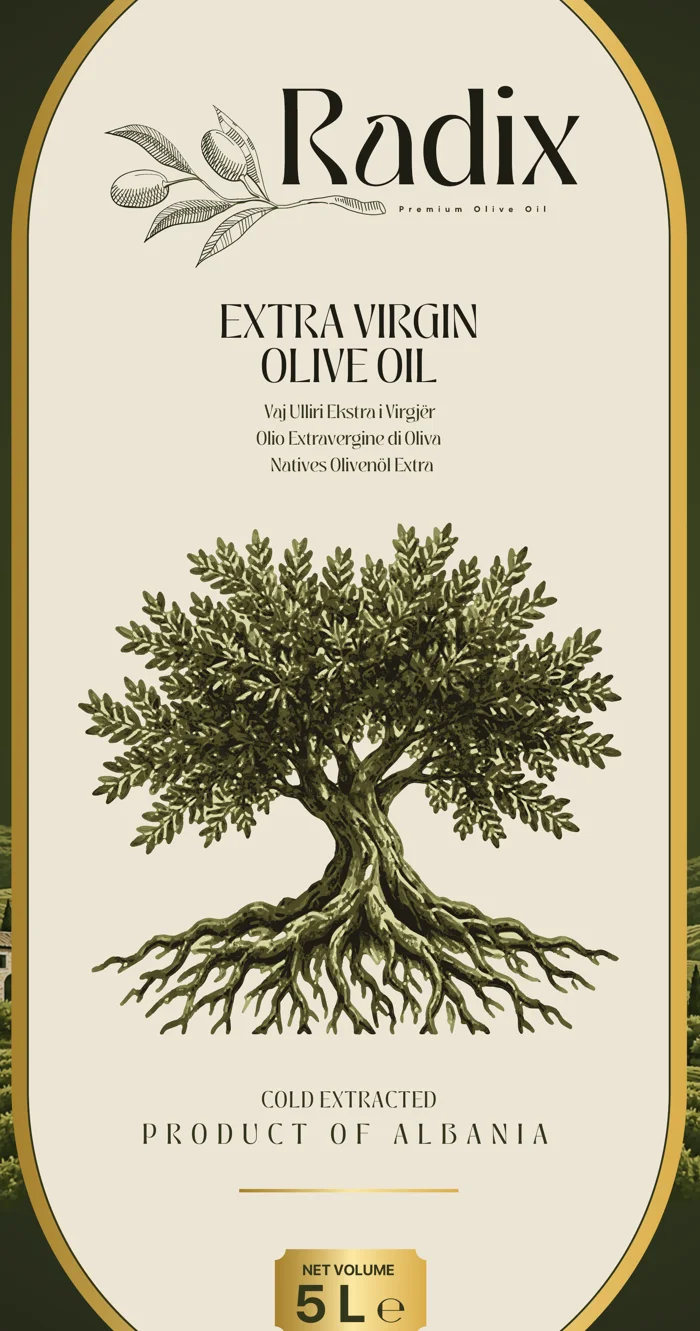 Radix
Premium Olive Oil
EXTRA VIRGIN
OLIVE OIL
Vaj Ulliri Ekstra i Virgjër
Olio Extravergine di Oliva
Natives Olivenöl Extra
COLD EXTRACTED
PRODUCT OF ALBANIA
NET VOLUME
5 L ℮